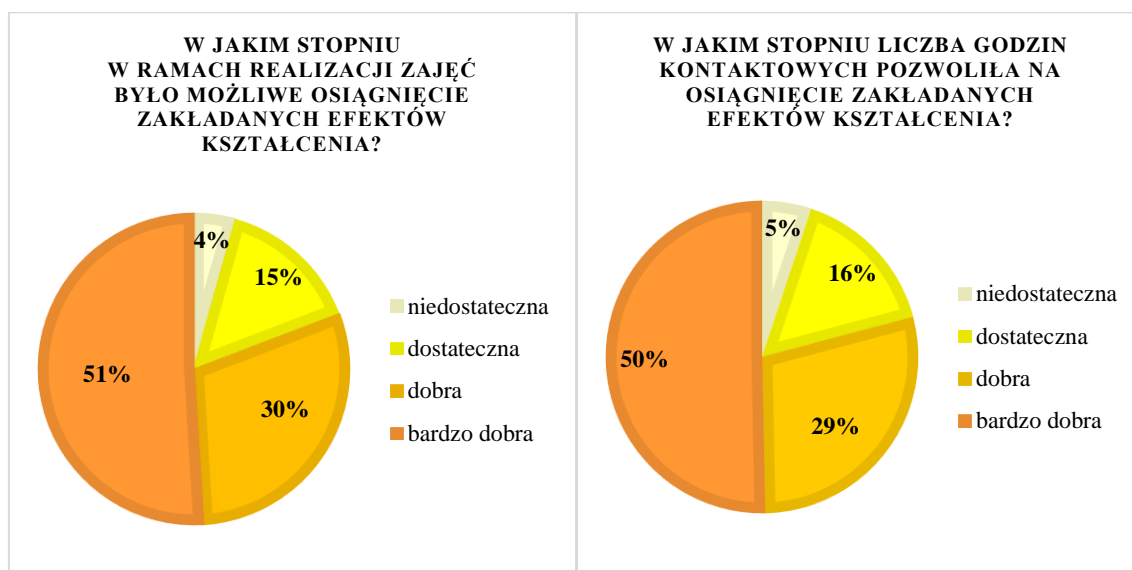 W JAKIM STOPNIU
W RAMACH REALIZACJI ZAJĘĆ
BYŁO MOŻLIWE OSIĄGNIĘCIE
ZAKŁADANYCH EFEKTÓW
KSZTAŁCENIA?
4%
15%
30%
51%
niedostateczna
dostateczna
dobra
bardzo dobra
W JAKIM STOPNIU LICZBA GODZIN
KONTAKTOWYCH POZWOLIŁA NA
OSIĄGNIĘCIE ZAKŁADANYCH
EFEKTÓW KSZTAŁCENIA?
5%
16%
29%
50%
niedostateczna
dostateczna
dobra
bardzo dobra